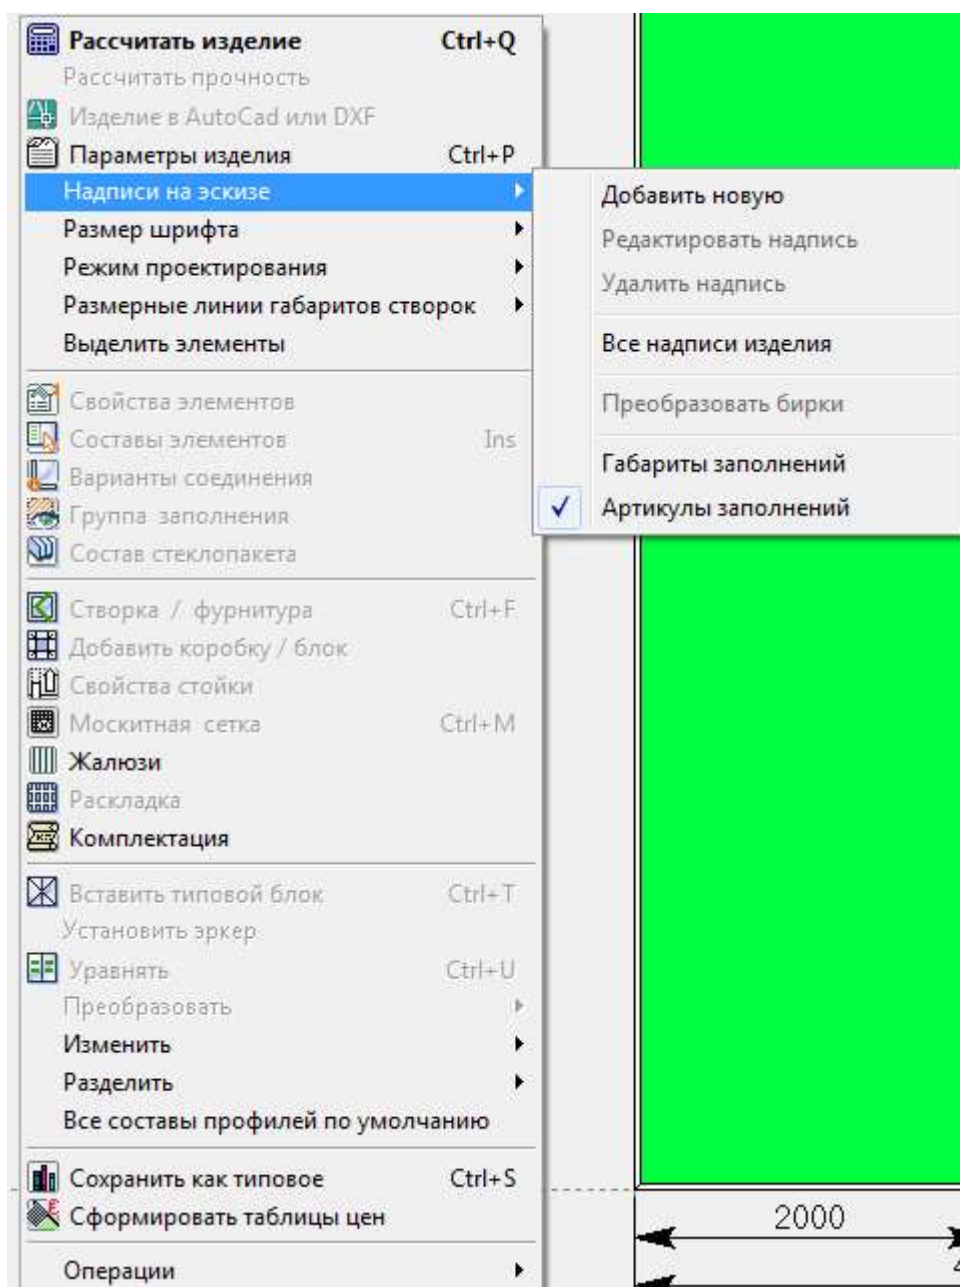 Рассчитать изделие Ctrl+Q
Рассчитать прочность
Изделие в AutoCad или DXF
Параметры изделия Ctrl+P
Надписи на эскизе
Размер шрифта
Режим проектирования
Размерные линии габаритов створок
Выделить элементы
Свойства элементов
Составы элементов Ins
Варианты соединения
Группа заполнения
Состав стеклопакета
Створка / фурнитура Ctrl+F
Добавить коробку / блок
Свойства стойки
Москитная сетка Ctrl+M
Жалюзи
Раскладка
Комплектация
Вставить типовой блок Ctrl+T
Установить эркер
Уравнять Ctrl+U
Преобразовать
Изменить
Разделить
Все составы профилей по умолчанию
Сохранить как типовое Ctrl+S
Сформировать таблицы цен
Операции
Добавить новую
Редактировать надпись
Удалить надпись
Все надписи изделия
Преобразовать бирки
Габариты заполнений
Артикулы заполнений
2000